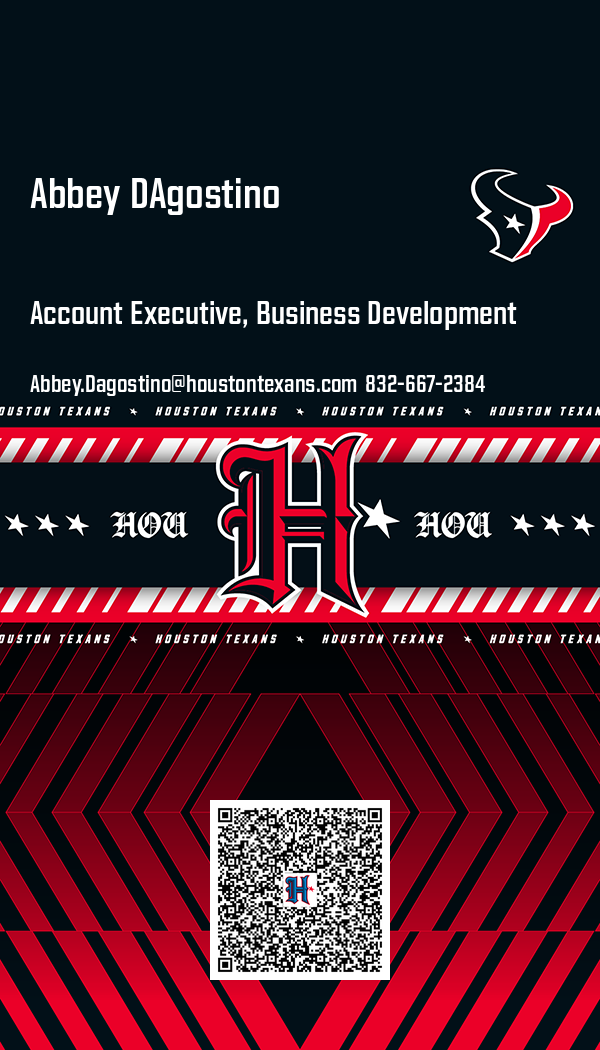 Abbey DAgostino
Account Executive, Business Development
Abbey.Dagostino@houstontexans.com 832-667-2384
OUSTON TEXANS ★ HOUSTON TEXANS ★ HOUSTON TEXANS ★ HOUSTON TEXAN
★ ★ ★ HOU H ★ HOU ★ ★ ★
OUSTON TEXANS ★ HOUSTON TEXANS ★ HOUSTON TEXANS ★ HOUSTON TEXAN
H